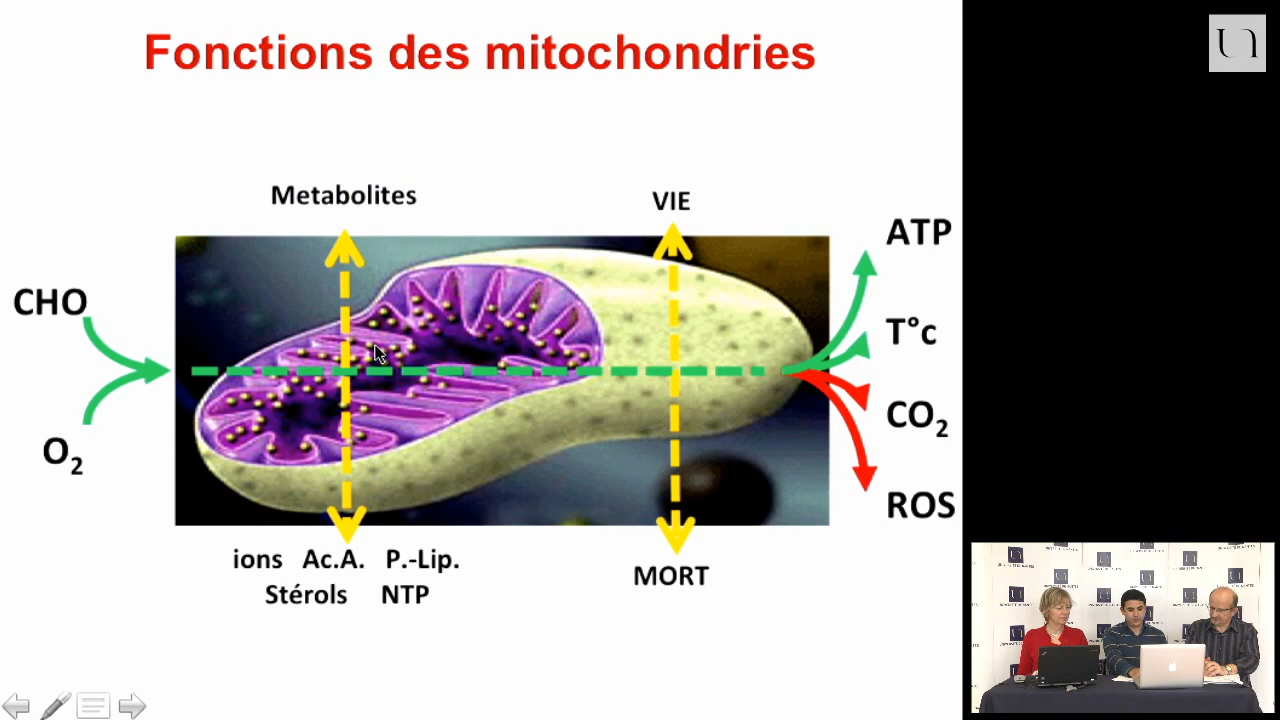 Fonctions des mitochondries
Metabolites
VIE
ATP
CHO
T°c
CO₂
O₂
ROS
ions Ac.A. P.-Lip.
MORT
Stérols NTP